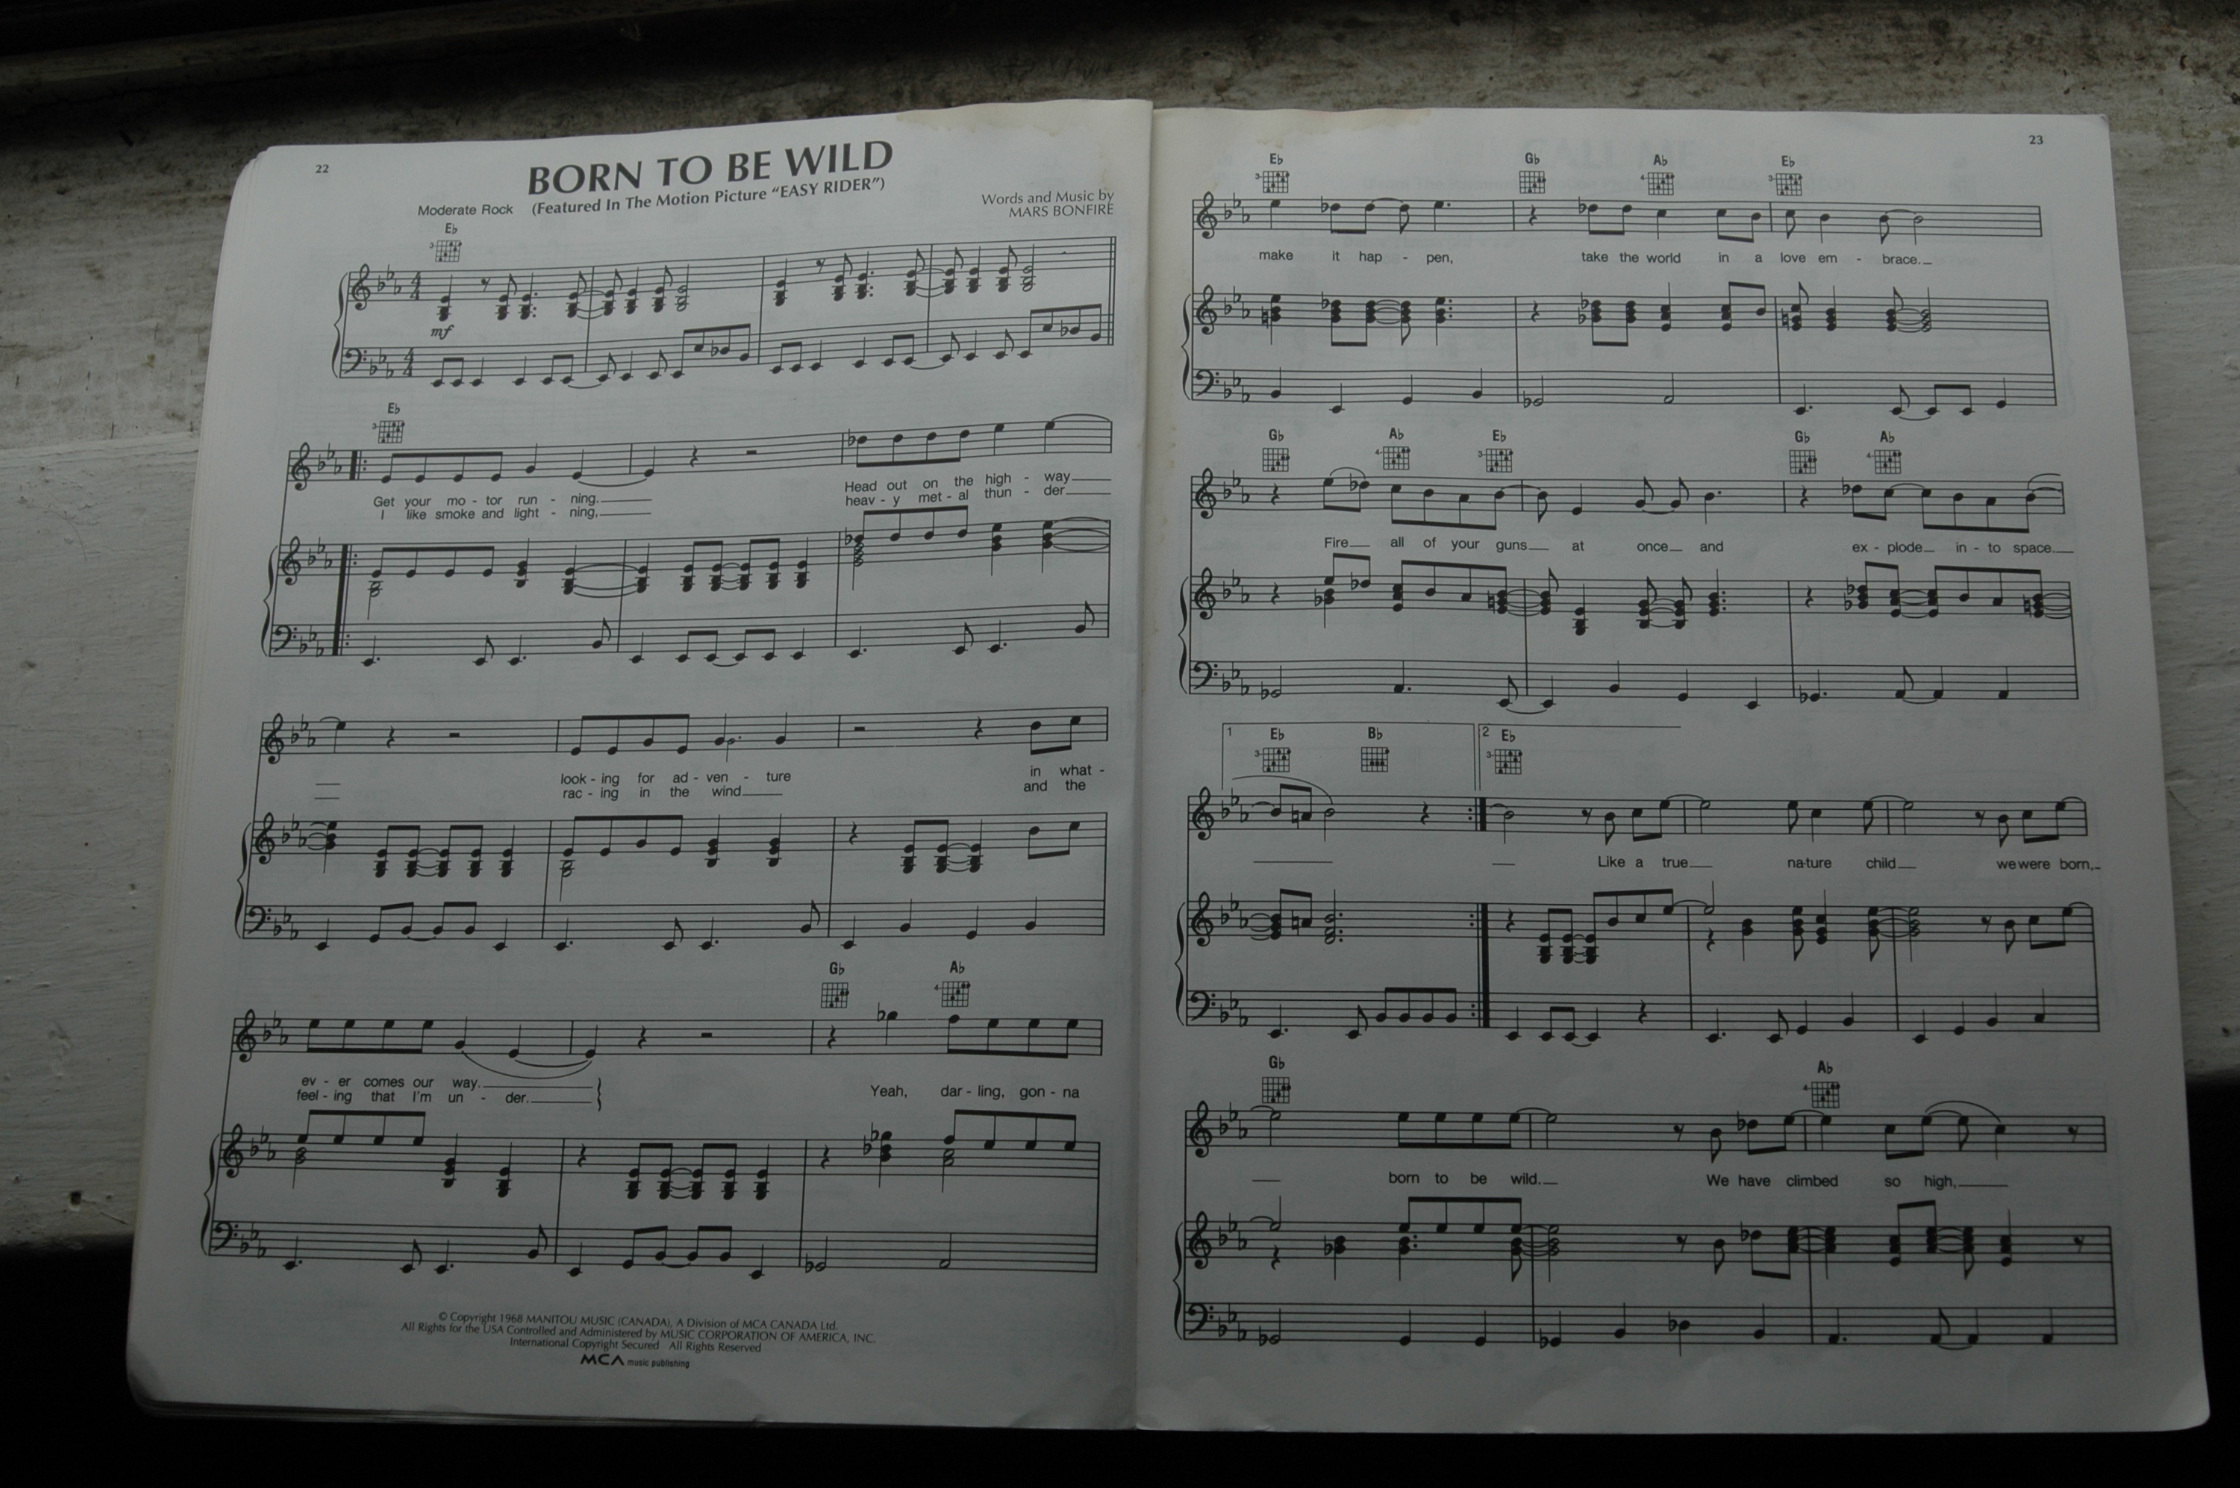 22
BORN TO BE WILD
(Featured In The Motion Picture "EASY RIDER")
Moderate Rock
Words and Music by
MARS BONFIRE
E♭
3
4
4
mf
E♭
3
Get your mo - tor run - ning. Head out on the high - way
I like smoke and light - ning, heav - y met - al thun - der
look - ing for ad - ven - ture in what -
rac - ing in the wind and the
G♭ A♭
4
ev - er comes our way.
feel - ing that I'm un - der.
Yeah, dar - ling, gon - na
© Copyright 1968 MANITOU MUSIC (CANADA), A Division of MCA CANADA Ltd.
All Rights for the USA Controlled and Administered by MUSIC CORPORATION OF AMERICA, INC.
International Copyright Secured All Rights Reserved
MCA music publishing
23
E♭ G♭ A♭ E♭
3 4 3
make it hap - pen, take the world in a love em - brace.
G♭ A♭ E♭ G♭ A♭
4 3 4
Fire all of your guns at once and ex - plode in - to space.
1 E♭ B♭ 2 E♭
3 3
Like a true na-ture child we were born,
G♭ A♭
4
born to be wild. We have climbed so high,